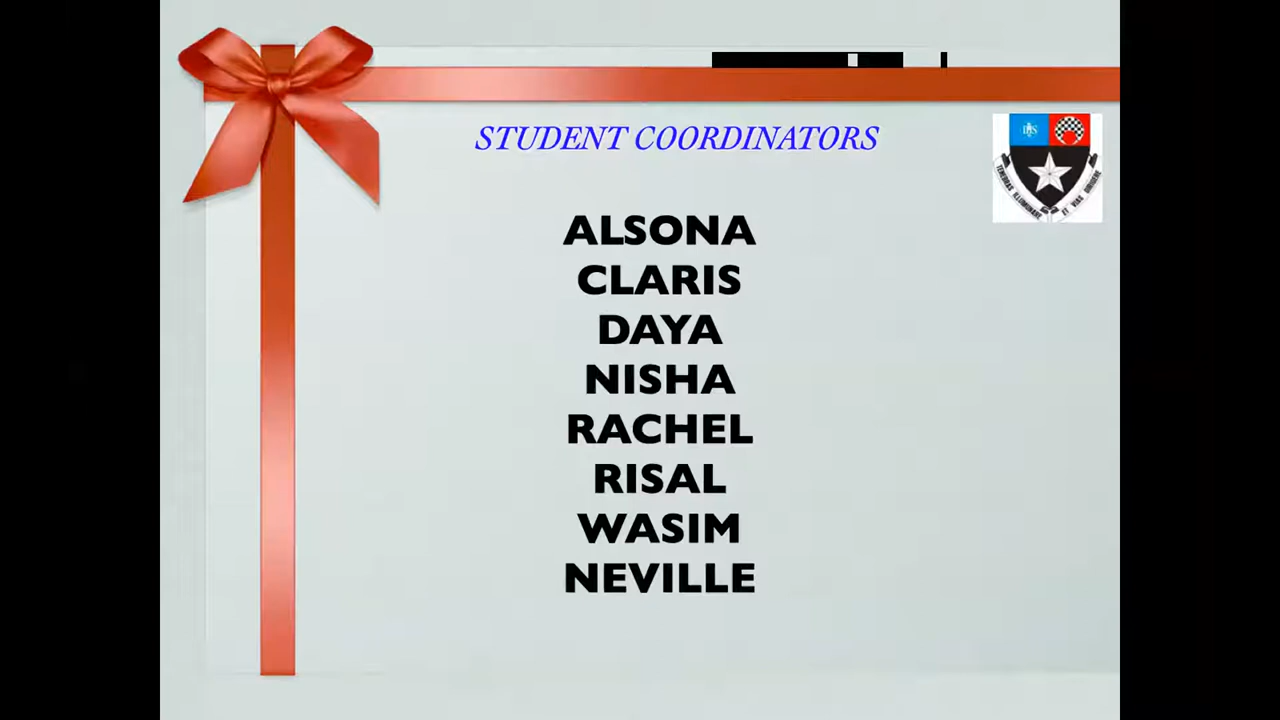 STUDENT COORDINATORS
ALSONA
CLARIS
DAYA
NISHA
RACHEL
RISAL
WASIM
NEVILLE